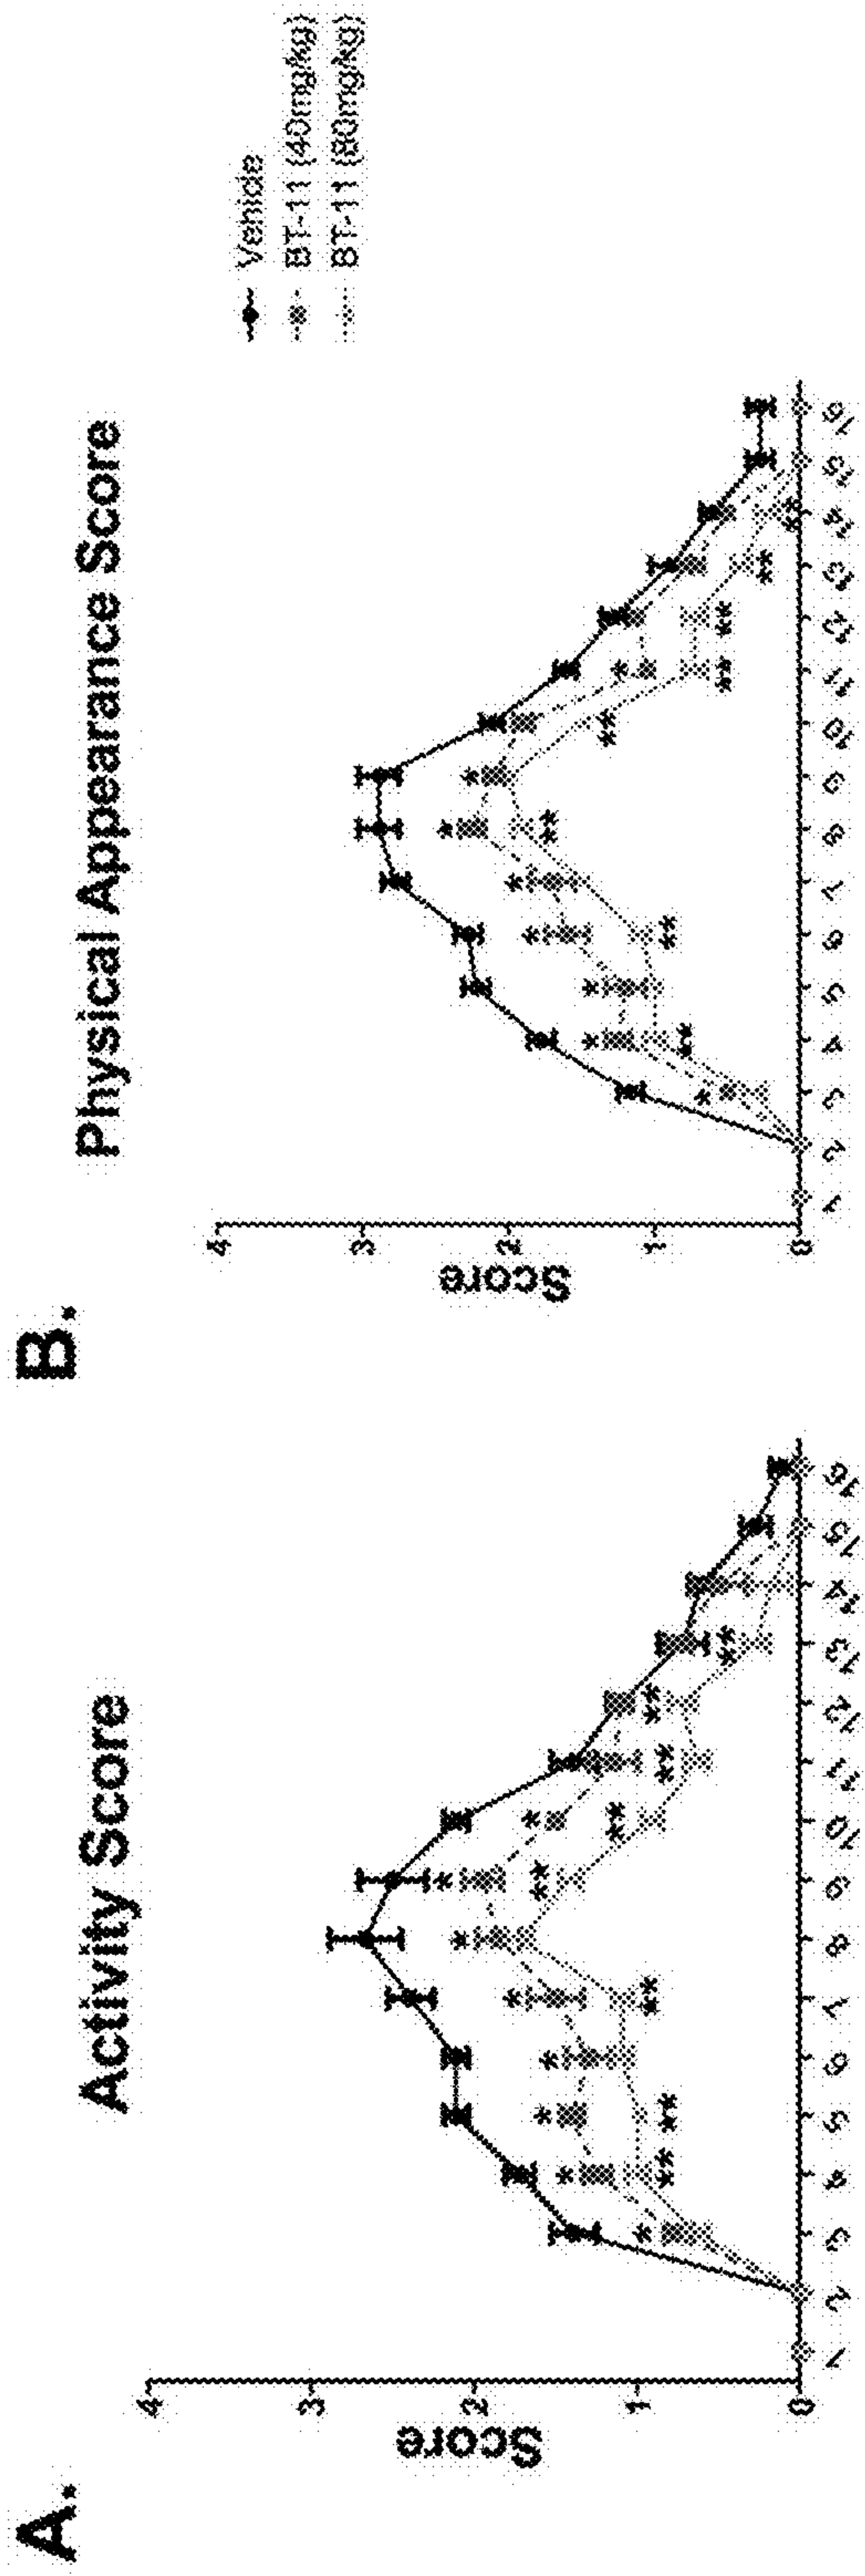 A.
Activity Score
Score
4
3
2
1
0
1 2 3 4 5 6 7 8 9 10 11 12 13 14 15 16
* ** * ** * * ** * * ** * ** ** ** **
B.
Physical Appearance Score
Score
4
3
2
1
0
1 2 3 4 5 6 7 8 9 10 11 12 13 14 15 16
* * ** * * ** * * ** * ** * ** ** ** **
Vehicle
BT-11 (40mg/kg)
BT-11 (80mg/kg)